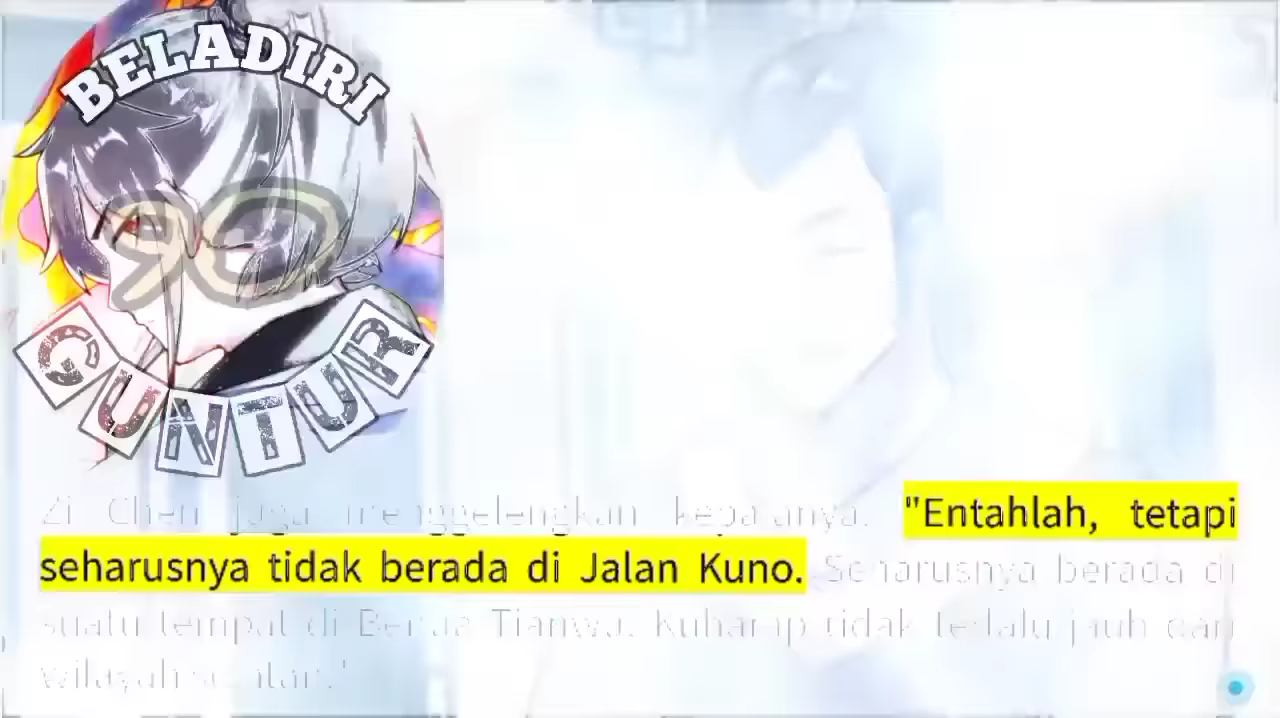 BELADIRI
GUNTUR
Zi Chen juga menggelengkan kepalanya. "Entahlah, tetapi
seharusnya tidak berada di Jalan Kuno. Seharusnya berada di
suatu tempat di Benua Tianwu. Kuharap tidak terlalu jauh dari
wilayah